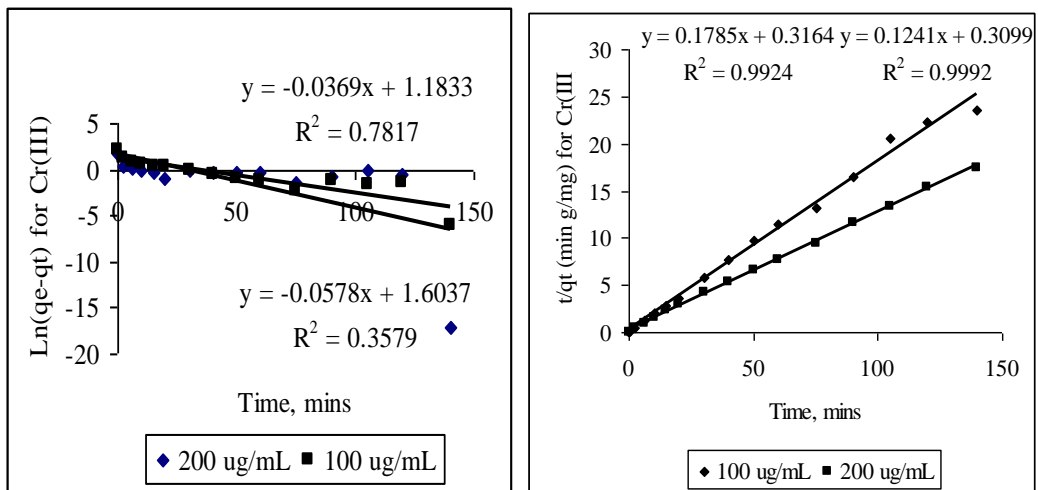 y = -0.0369x + 1.1833
R² = 0.7817
5
0
-5
-10
-15
-20
0
50
100
150
Ln(qe-qt) for Cr(III)
y = -0.0578x + 1.6037
R² = 0.3579
Time, mins
200 ug/mL 100 ug/mL
y = 0.1785x + 0.3164 y = 0.1241x + 0.3099
R² = 0.9924 R² = 0.9992
30
25
20
15
10
5
0
0 50 100 150
t/qt (min g/mg) for Cr(III
Time, mins
100 ug/mL 200 ug/mL